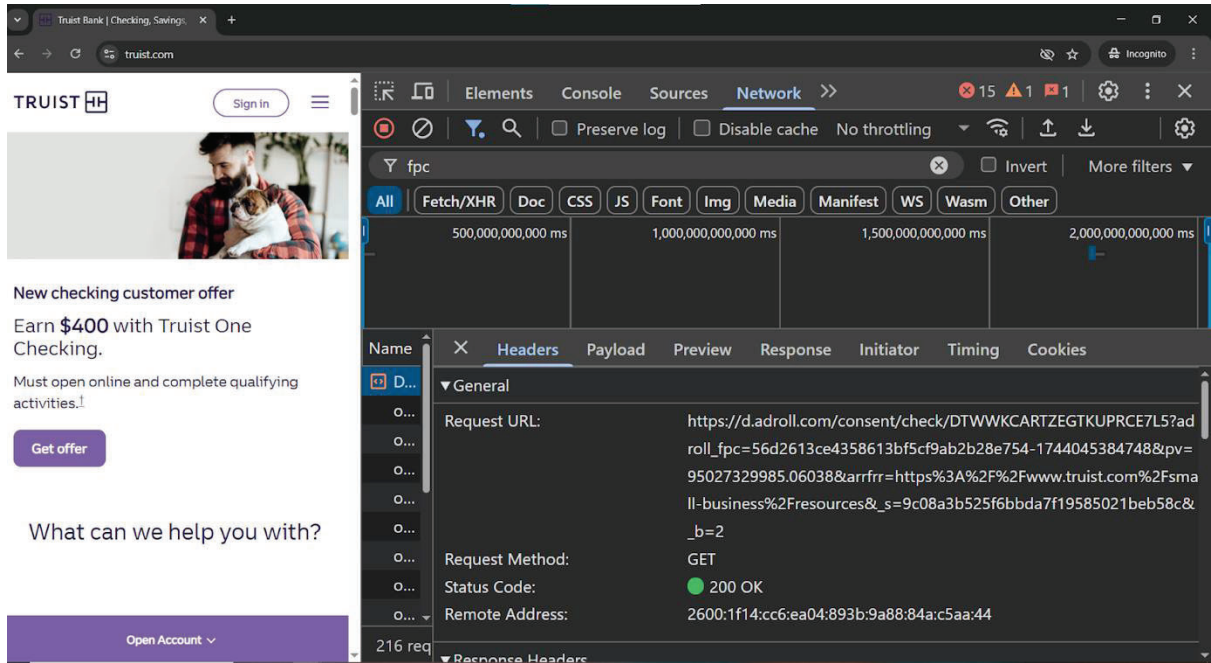 Truist Bank | Checking, Savings,
truist.com
Incognito
TRUIST
Sign in
New checking customer offer
Earn $400 with Truist One
Checking.
Must open online and complete qualifying
activities.†
Get offer
What can we help you with?
Open Account
Elements Console Sources Network 15 1 1
Preserve log Disable cache No throttling
fpc Invert More filters
All Fetch/XHR Doc CSS JS Font Img Media Manifest WS Wasm Other
500,000,000,000 ms 1,000,000,000,000 ms 1,500,000,000,000 ms 2,000,000,000,000 ms
Name Headers Payload Preview Response Initiator Timing Cookies
D...
o...
o...
o...
o...
o...
o...
o...
o...
216 req
General
Request URL: https://d.adroll.com/consent/check/DTWWKCARTZEGTKUPRCE7L5?ad
roll_fpc=56d2613ce4358613bf5cf9ab2b28e754-1744045384748&pv=
95027329985.06038&arrfrr=https%3A%2F%2Fwww.truist.com%2Fsma
ll-business%2Fresources&_s=9c08a3b525f6bbda7f19585021beb58c&
_b=2
Request Method: GET
Status Code: 200 OK
Remote Address: 2600:1f14:cc6:ea04:893b:9a88:84a:c5aa:44
Response Headers